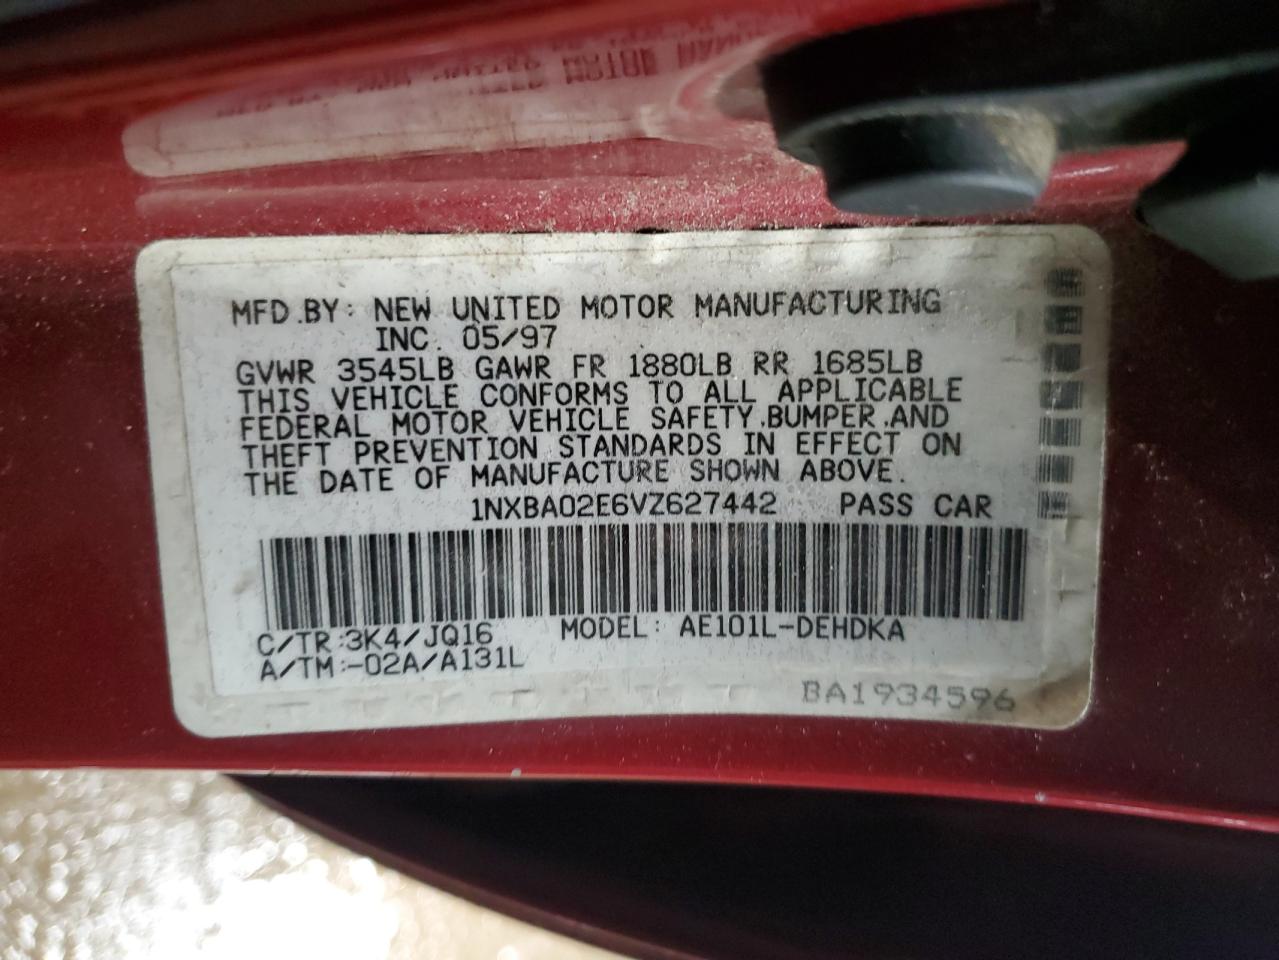 MFD.BY: NEW UNITED MOTOR MANUFACTURING
INC. 05/97
GVWR 3545LB GAWR FR 1880LB RR 1685LB
THIS VEHICLE CONFORMS TO ALL APPLICABLE
FEDERAL MOTOR VEHICLE SAFETY,BUMPER,AND
THEFT PREVENTION STANDARDS IN EFFECT ON
THE DATE OF MANUFACTURE SHOWN ABOVE.
1NXBA02E6VZ627442 PASS CAR
C/TR:3K4/JQ16 MODEL: AE101L-DEHDKA
A/TM:-02A/A131L
BA1934596